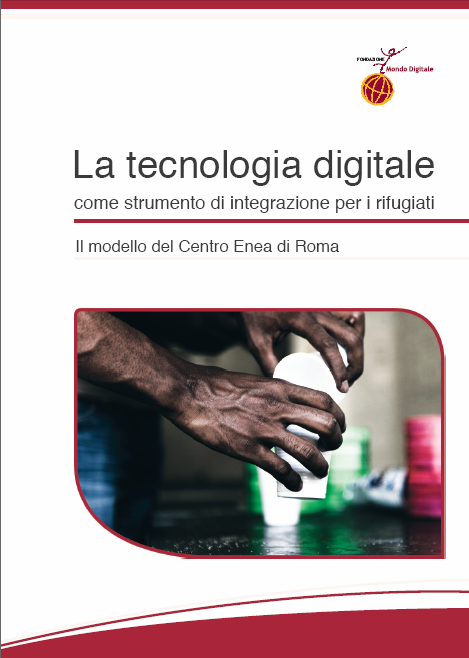 FONDAZIONE
Mondo Digitale
La tecnologia digitale
come strumento di integrazione per i rifugiati
Il modello del Centro Enea di Roma